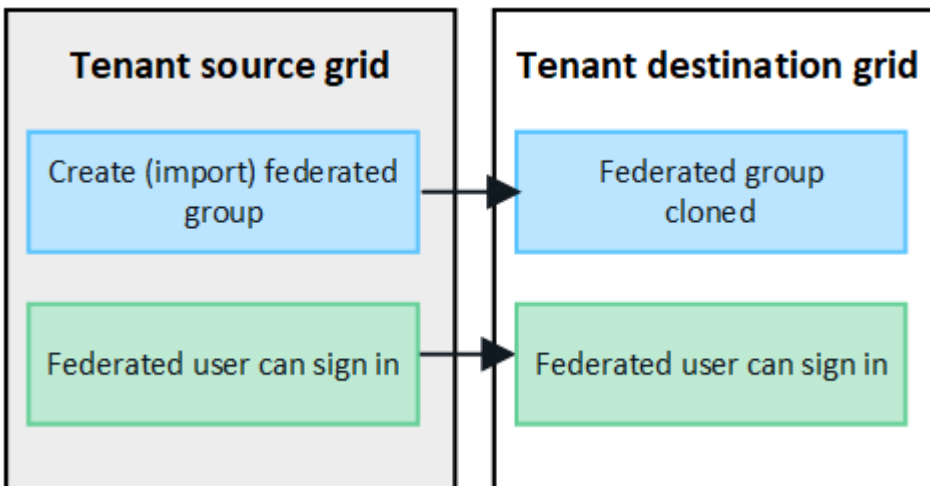 Tenant source grid
Create (import) federated
group
Federated user can sign in
Tenant destination grid
Federated group
cloned
Federated user can sign in